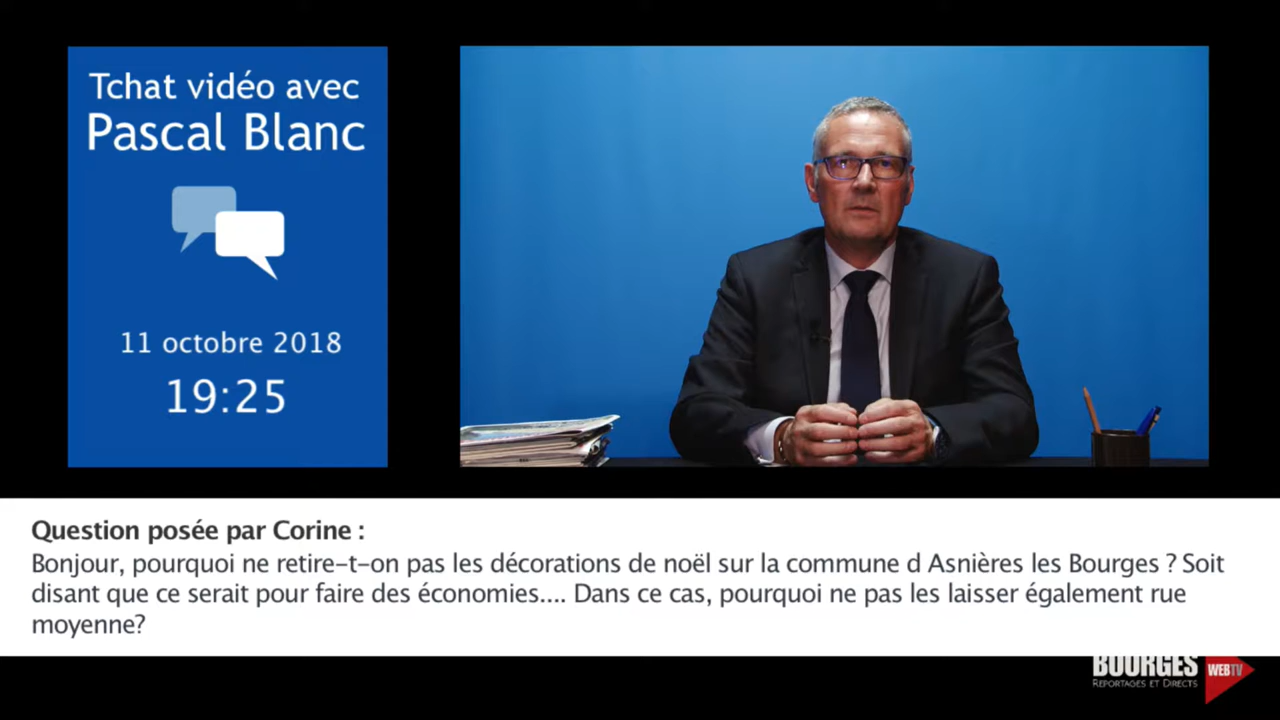 Tchat vidéo avec
Pascal Blanc
11 octobre 2018
19:25
Question posée par Corine :
Bonjour, pourquoi ne retire-t-on pas les décorations de noël sur la commune d Asnières les Bourges ? Soit
disant que ce serait pour faire des économies.... Dans ce cas, pourquoi ne pas les laisser également rue
moyenne?
BOURGES
REPORTAGES ET DIRECTS
WEBTV